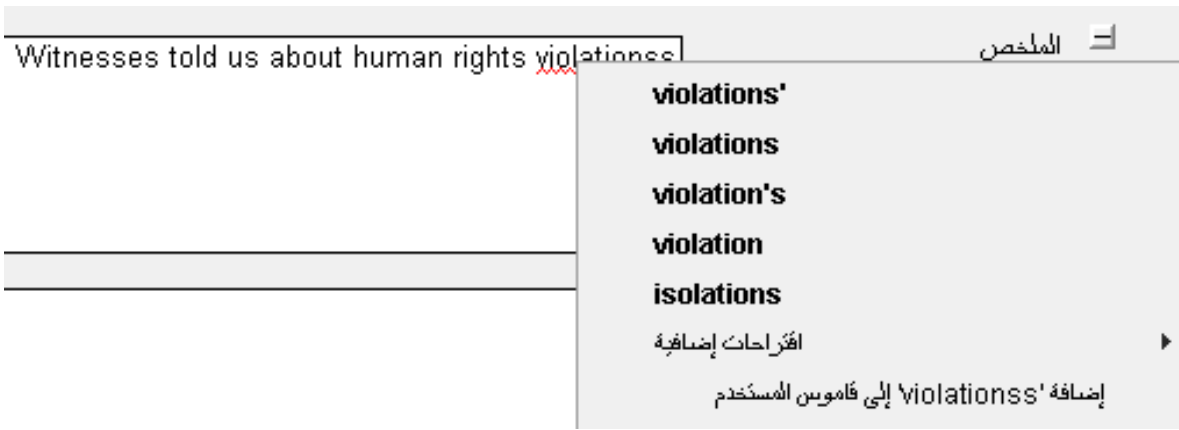 الملخص
Witnesses told us about human rights violationss
violations'
violations
violation's
violation
isolations
اقتراحات إضافية
إضافة 'violationss' إلى قاموس المستخدم